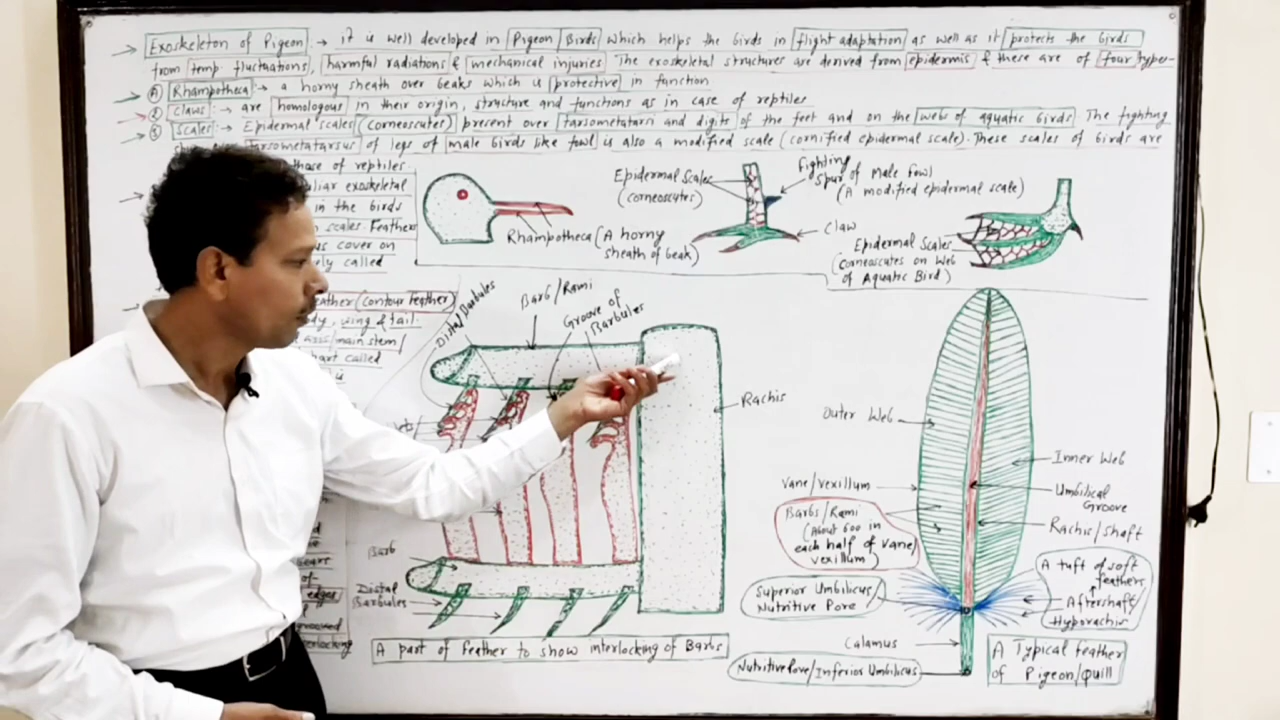 Exoskeleton of Pigeon :→ it is well developed in Pigeon Birds which helps the birds in flight adaptation as well as it protects the birds
from temp fluctuations, harmful radiations & mechanical injuries The exoskeletal structures are derived from epidermis & these are of four types-
① Rhampotheca :→ a horny sheath over beaks which is protective in function
② Claws :→ are homologous in their origin, structure and functions as in case of reptiles
③ Scales :→ Epidermal scales (corneoscutes) present over tarsometatarsi and digits of the feet and on the webs of aquatic birds The fighting
tarsometatarsus of legs of male birds like fowl is also a modified scale (cornified epidermal scale). These scales of birds are
those of reptiles.
exoskeletal
in the birds
scales. Feathers
cover on
called
Feather (contour feather)
body, wing & tail.
axis/main stem/
called
is
Rhampotheca (A horny
sheath of beak)
Epidermal Scales
(corneoscutes)
Fighting
Spur of Male fowl
(A modified epidermal scale)
Claw
Epidermal Scales
(corneoscutes on Web
of Aquatic Bird)
Distal Barbules
Barb/Rami
Groove of
Barbules
Rachis
Barb
Distal
Barbules
of
edge
A part of feather to show interlocking of Barbs
Outer Web
Vane/vexillum
Barbs/Rami
(About 600 in
each half of vane/
vexillum)
Superior Umbilicus/
Nutritive Pore
Calamus
Nutritive Pore/Inferior Umbilicus
Inner Web
Umbilical
Groove
Rachis/Shaft
A tuft of soft
feathers
Aftershaft/
Hyporachis
A Typical feather
of Pigeon/Quill